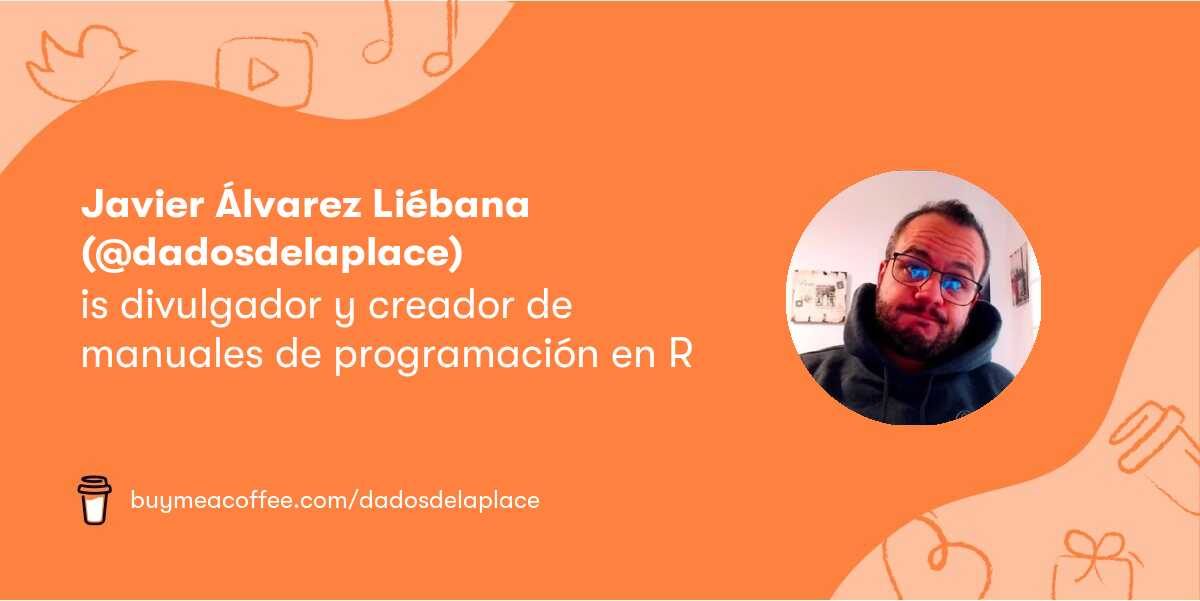 Javier Álvarez Liébana
(@dadosdelaplace)
is divulgador y creador de
manuales de programación en R
buymeacoffee.com/dadosdelaplace